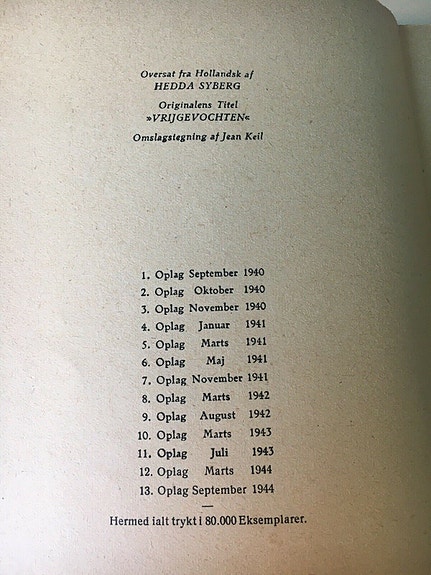 Oversat fra Hollandsk af
HEDDA SYBERG
Originalens Titel
»VRIJGEVOCHTEN«
Omslagstegning af Jean Keil
1. Oplag September 1940
2. Oplag Oktober 1940
3. Oplag November 1940
4. Oplag Januar 1941
5. Oplag Marts 1941
6. Oplag Maj 1941
7. Oplag November 1941
8. Oplag Marts 1942
9. Oplag August 1942
10. Oplag Marts 1943
11. Oplag Juli 1943
12. Oplag Marts 1944
13. Oplag September 1944
—
Hermed ialt trykt i 80.000 Eksemplarer.